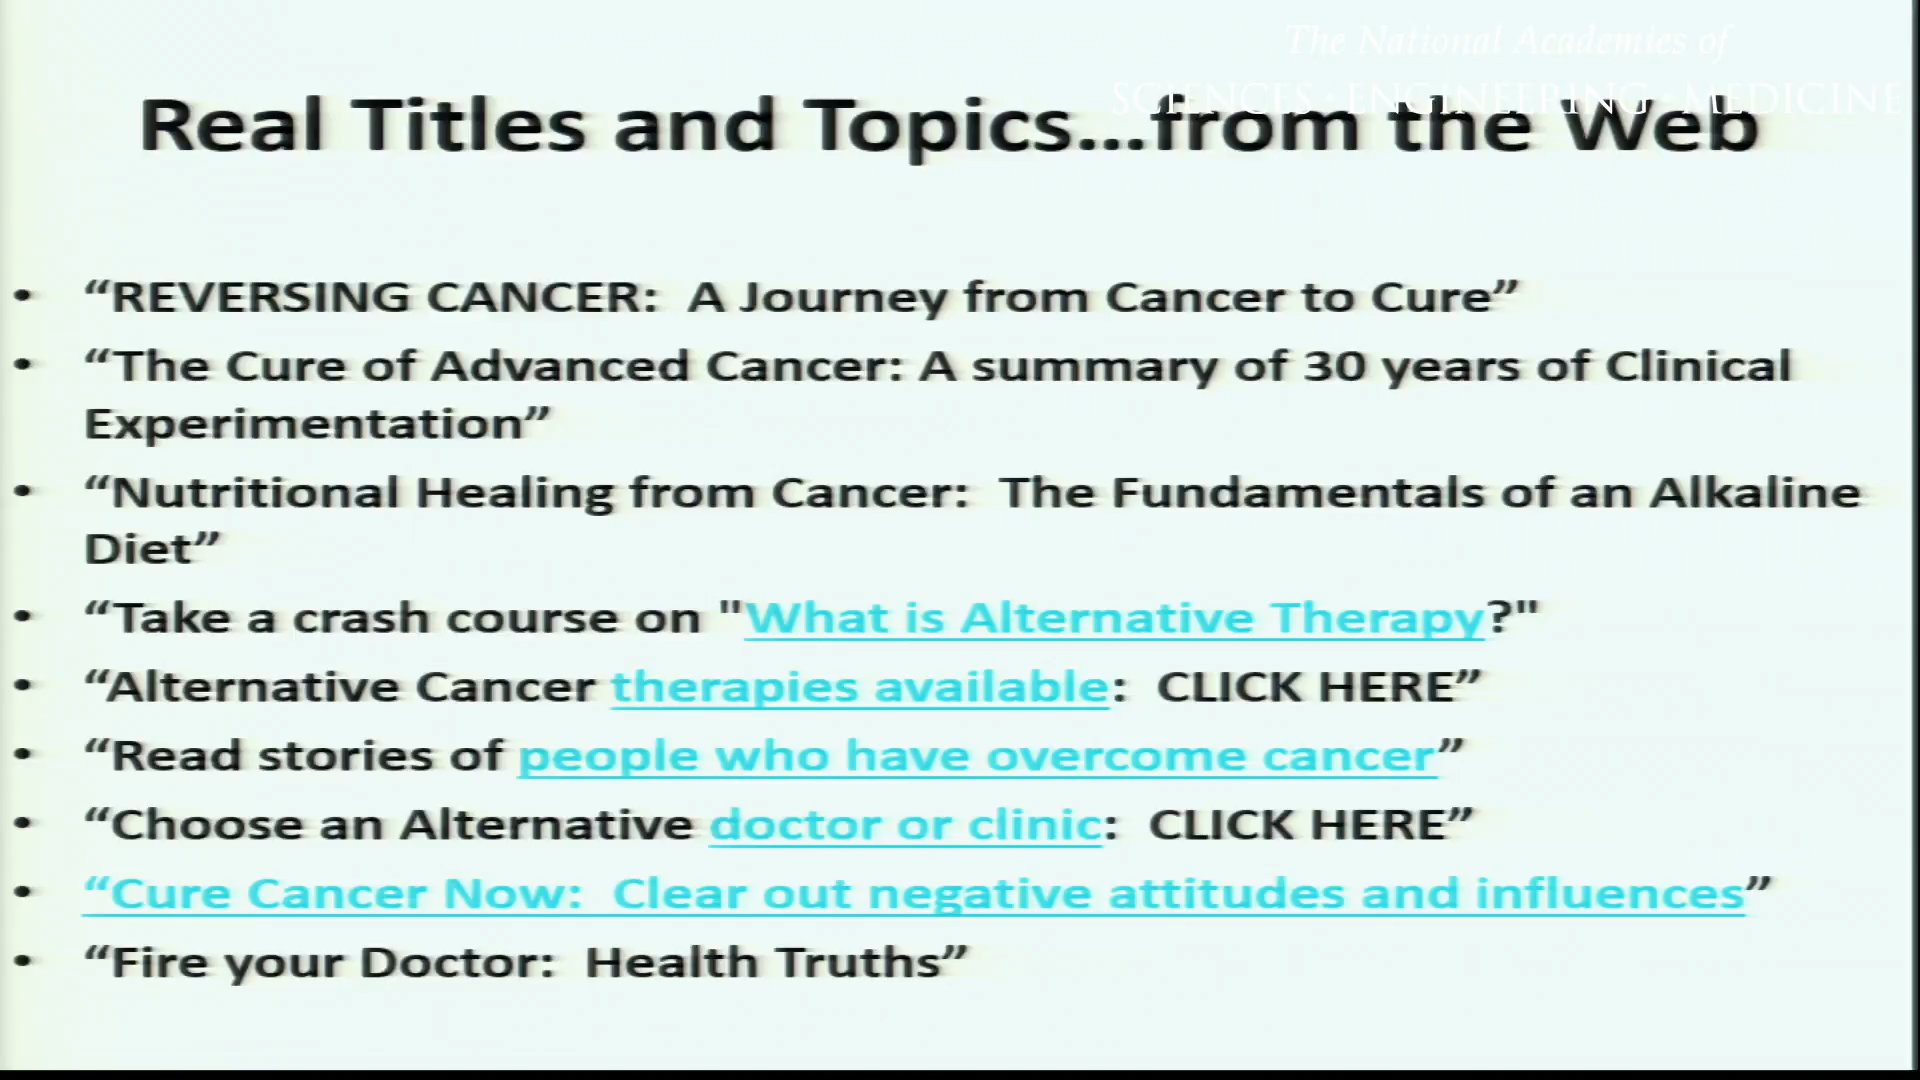 The National Academies of
SCIENCES · ENGINEERING · MEDICINE
Real Titles and Topics...from the Web
• “REVERSING CANCER:  A Journey from Cancer to Cure”
• “The Cure of Advanced Cancer: A summary of 30 years of Clinical
Experimentation”
• “Nutritional Healing from Cancer:  The Fundamentals of an Alkaline
Diet”
• “Take a crash course on "What is Alternative Therapy?"
• “Alternative Cancer therapies available:  CLICK HERE”
• “Read stories of people who have overcome cancer”
• “Choose an Alternative doctor or clinic:  CLICK HERE”
• “Cure Cancer Now:  Clear out negative attitudes and influences”
• “Fire your Doctor:  Health Truths”